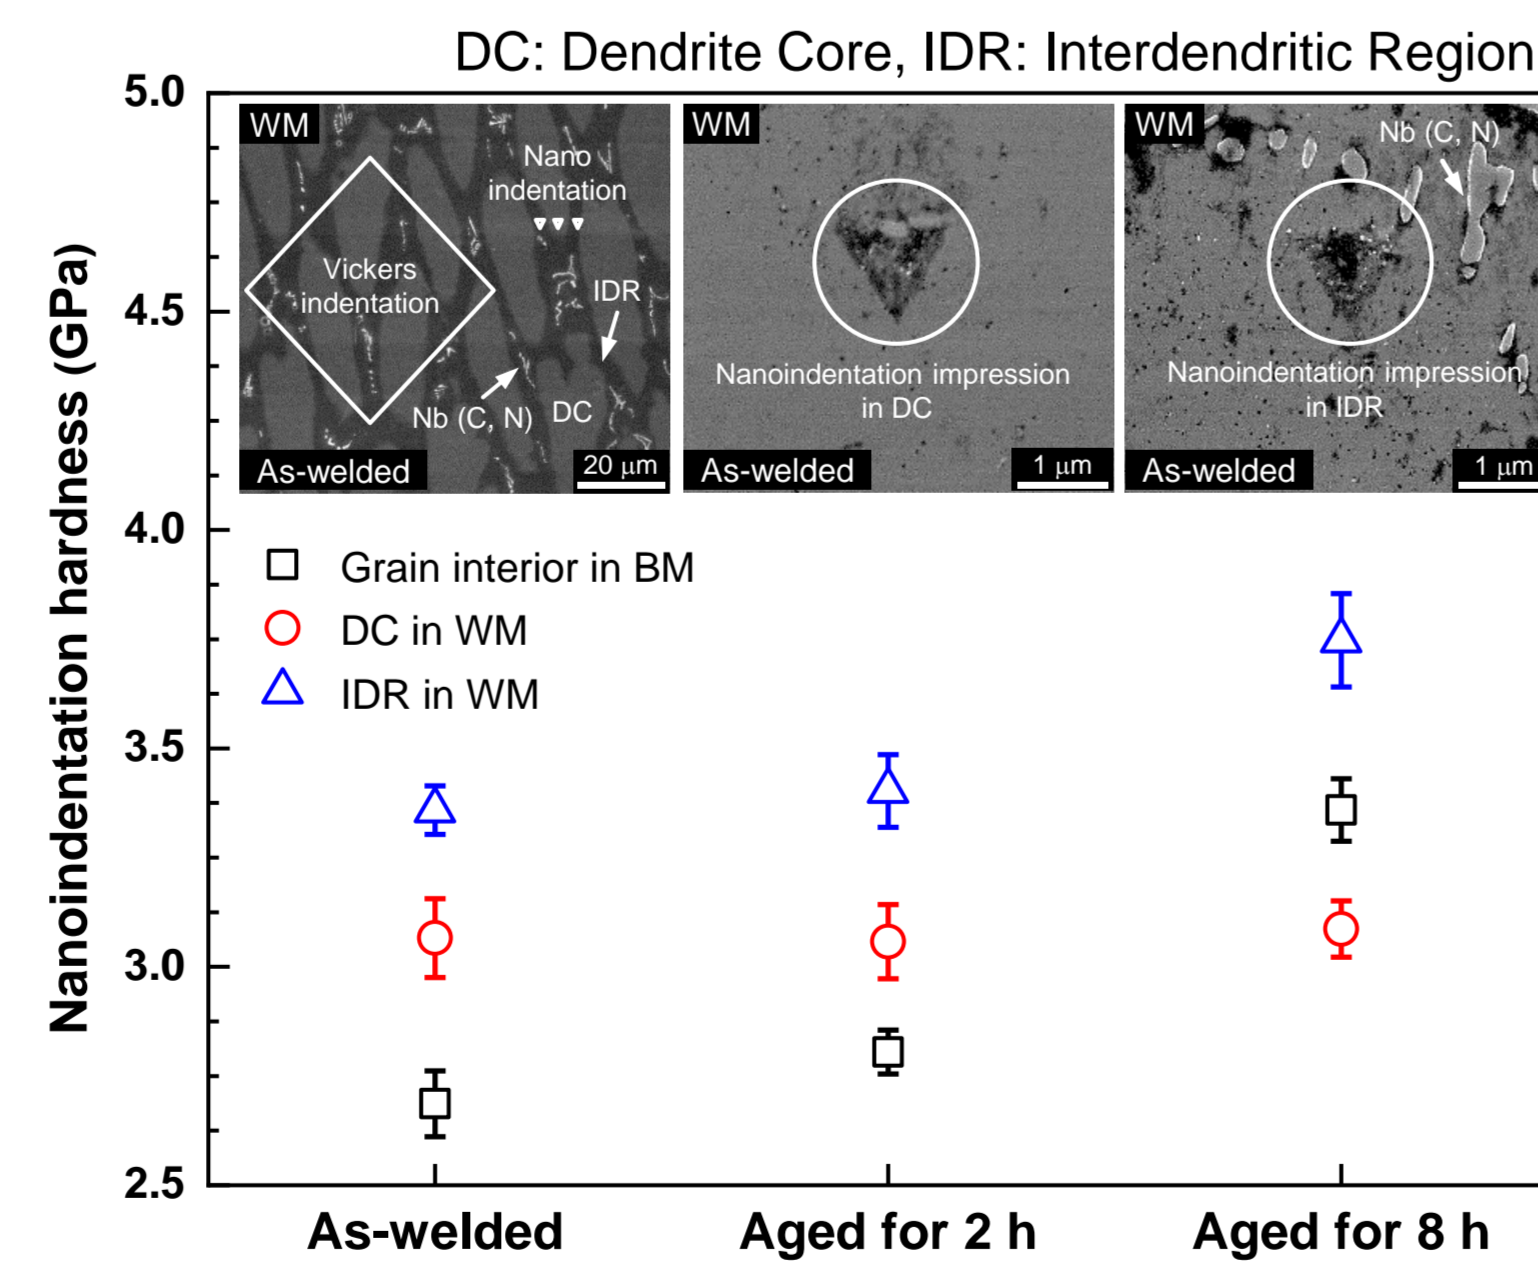 DC: Dendrite Core, IDR: Interdendritic Region
Nanoindentation hardness (GPa)
5.0
4.5
4.0
3.5
3.0
2.5
WM
Nano
indentation
Vickers
indentation
IDR
Nb (C, N)
DC
As-welded
20 μm
WM
Nanoindentation impression
in DC
As-welded
1 μm
WM
Nb (C, N)
Nanoindentation impression
in IDR
As-welded
1 μm
Grain interior in BM
DC in WM
IDR in WM
As-welded
Aged for 2 h
Aged for 8 h